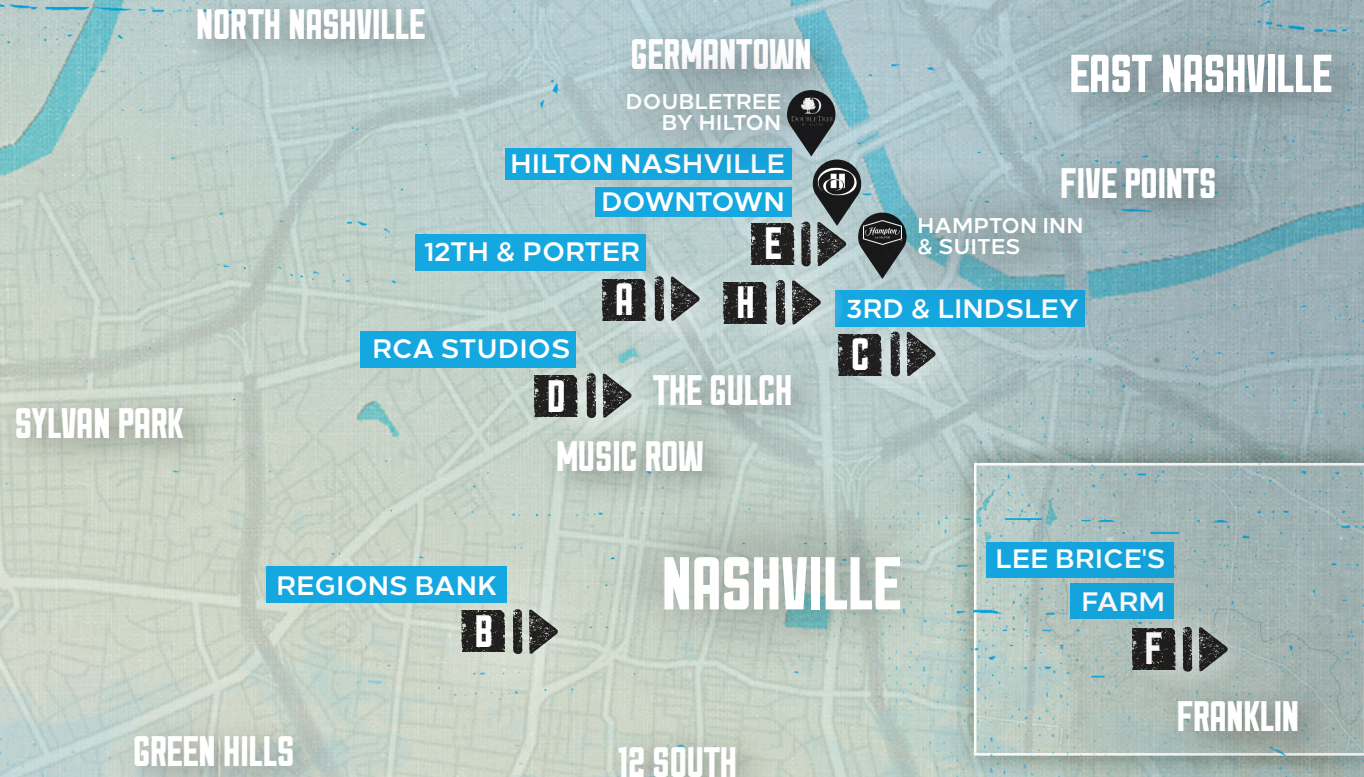 NORTH NASHVILLE
GERMANTOWN
EAST NASHVILLE
DOUBLETREE
BY HILTON
DOUBLETREE
HILTON NASHVILLE
DOWNTOWN
H
FIVE POINTS
E
Hampton
HAMPTON INN
& SUITES
12TH & PORTER
A
H
3RD & LINDSLEY
C
RCA STUDIOS
D
THE GULCH
SYLVAN PARK
MUSIC ROW
NASHVILLE
REGIONS BANK
B
LEE BRICE'S
FARM
F
FRANKLIN
GREEN HILLS
12 SOUTH